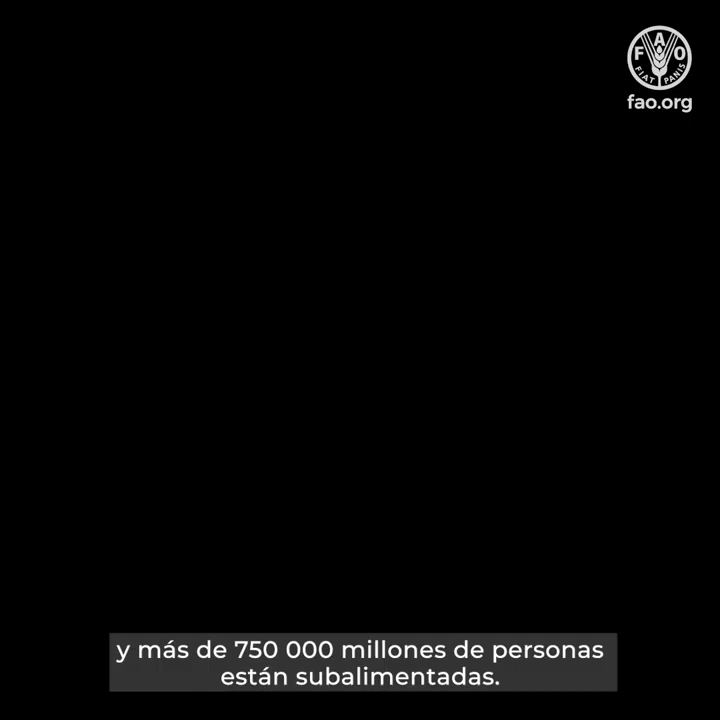 FAO
FIAT PANIS
fao.org
y más de 750 000 millones de personas
están subalimentadas.